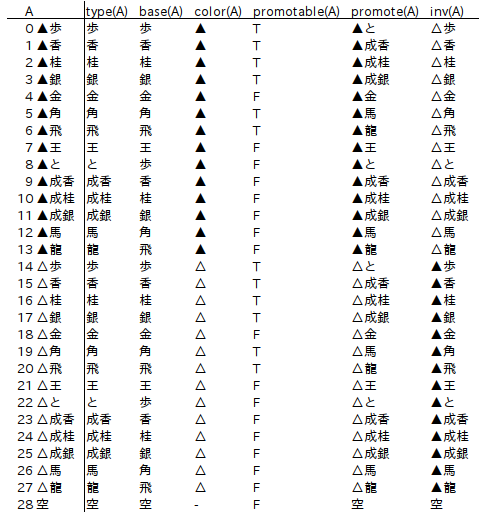 A type(A) base(A) color(A) promotable(A) promote(A) inv(A)
0 ▲歩 歩 歩 ▲ T ▲と △歩
1 ▲香 香 香 ▲ T ▲成香 △香
2 ▲桂 桂 桂 ▲ T ▲成桂 △桂
3 ▲銀 銀 銀 ▲ T ▲成銀 △銀
4 ▲金 金 金 ▲ F ▲金 △金
5 ▲角 角 角 ▲ T ▲馬 △角
6 ▲飛 飛 飛 ▲ T ▲龍 △飛
7 ▲王 王 王 ▲ F ▲王 △王
8 ▲と と 歩 ▲ F ▲と △と
9 ▲成香 成香 香 ▲ F ▲成香 △成香
10 ▲成桂 成桂 桂 ▲ F ▲成桂 △成桂
11 ▲成銀 成銀 銀 ▲ F ▲成銀 △成銀
12 ▲馬 馬 角 ▲ F ▲馬 △馬
13 ▲龍 龍 飛 ▲ F ▲龍 △龍
14 △歩 歩 歩 △ T △と ▲歩
15 △香 香 香 △ T △成香 ▲香
16 △桂 桂 桂 △ T △成桂 ▲桂
17 △銀 銀 銀 △ T △成銀 ▲銀
18 △金 金 金 △ F △金 ▲金
19 △角 角 角 △ T △馬 ▲角
20 △飛 飛 飛 △ T △龍 ▲飛
21 △王 王 王 △ F △王 ▲王
22 △と と 歩 △ F △と ▲と
23 △成香 成香 香 △ F △成香 ▲成香
24 △成桂 成桂 桂 △ F △成桂 ▲成桂
25 △成銀 成銀 銀 △ F △成銀 ▲成銀
26 △馬 馬 角 △ F △馬 ▲馬
27 △龍 龍 飛 △ F △龍 ▲龍
28 空 空 空 - F 空 空